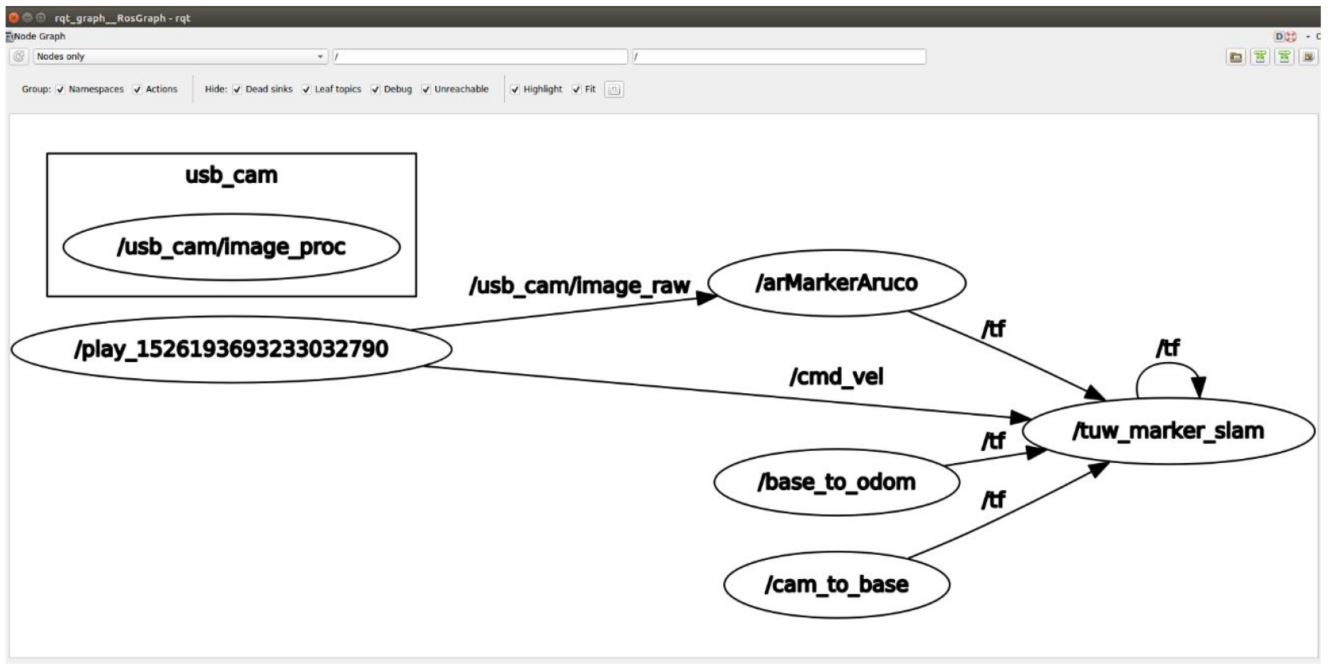 rqt_graph__RosGraph - rqt
Node Graph
D
Nodes only
/
/
Group: Namespaces Actions Hide: Dead sinks Leaf topics Debug Unreachable Highlight Fit
usb_cam
/usb_cam/image_proc
/usb_cam/image_raw
/arMarkerAruco
/play_1526193693233032790
/tf
/tf
/cmd_vel
/tuw_marker_slam
/tf
/base_to_odom
/tf
/cam_to_base